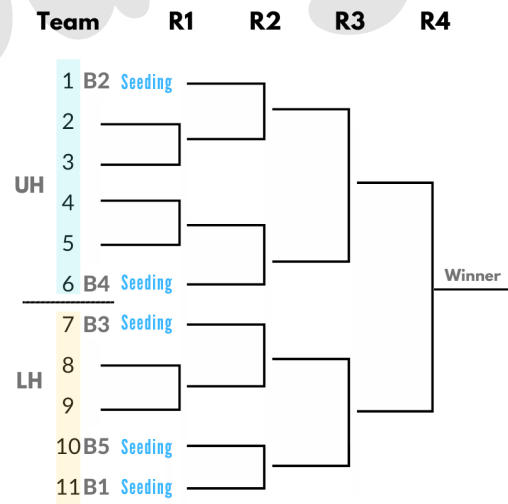 Team R1 R2 R3 R4
1 B2 Seeding
2
3
UH
4
5
6 B4 Seeding
Winner
7 B3 Seeding
8
LH
9
10 B5 Seeding
11 B1 Seeding